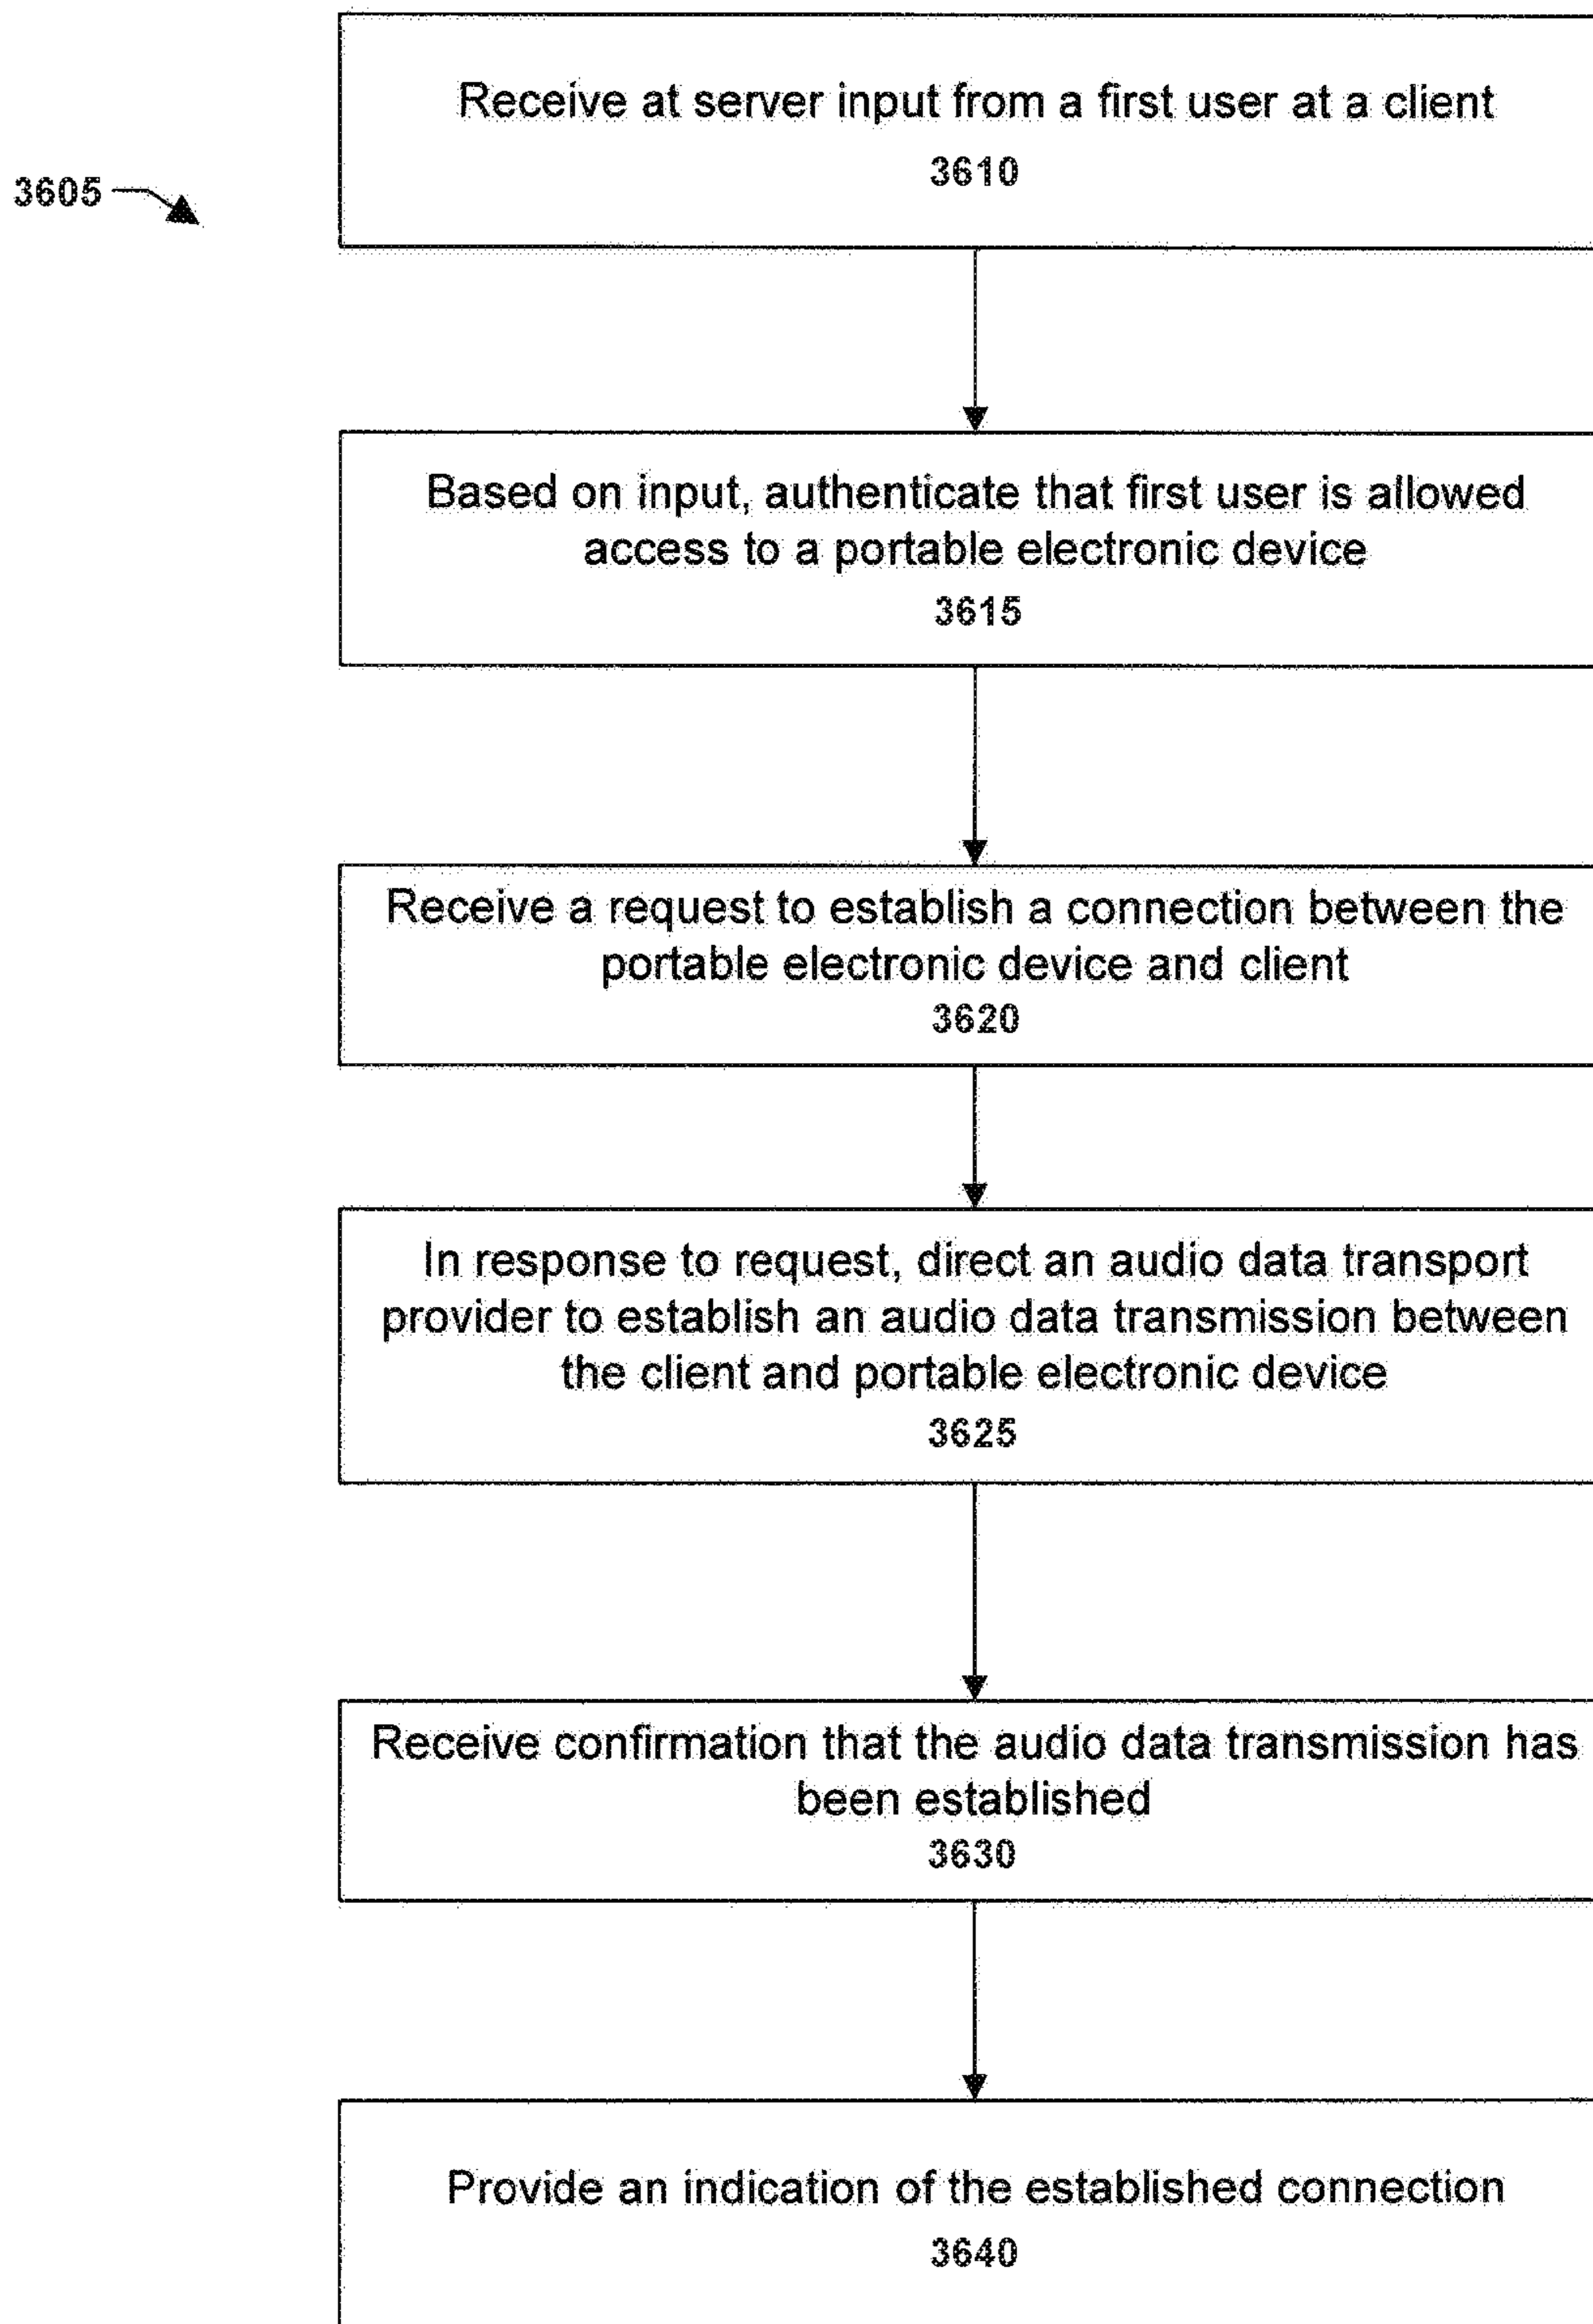 Receive at server input from a first user at a client
3610
3605
Based on input, authenticate that first user is allowed
access to a portable electronic device
3615
Receive a request to establish a connection between the
portable electronic device and client
3620
In response to request, direct an audio data transport
provider to establish an audio data transmission between
the client and portable electronic device
3625
Receive confirmation that the audio data transmission has
been established
3630
Provide an indication of the established connection
3640